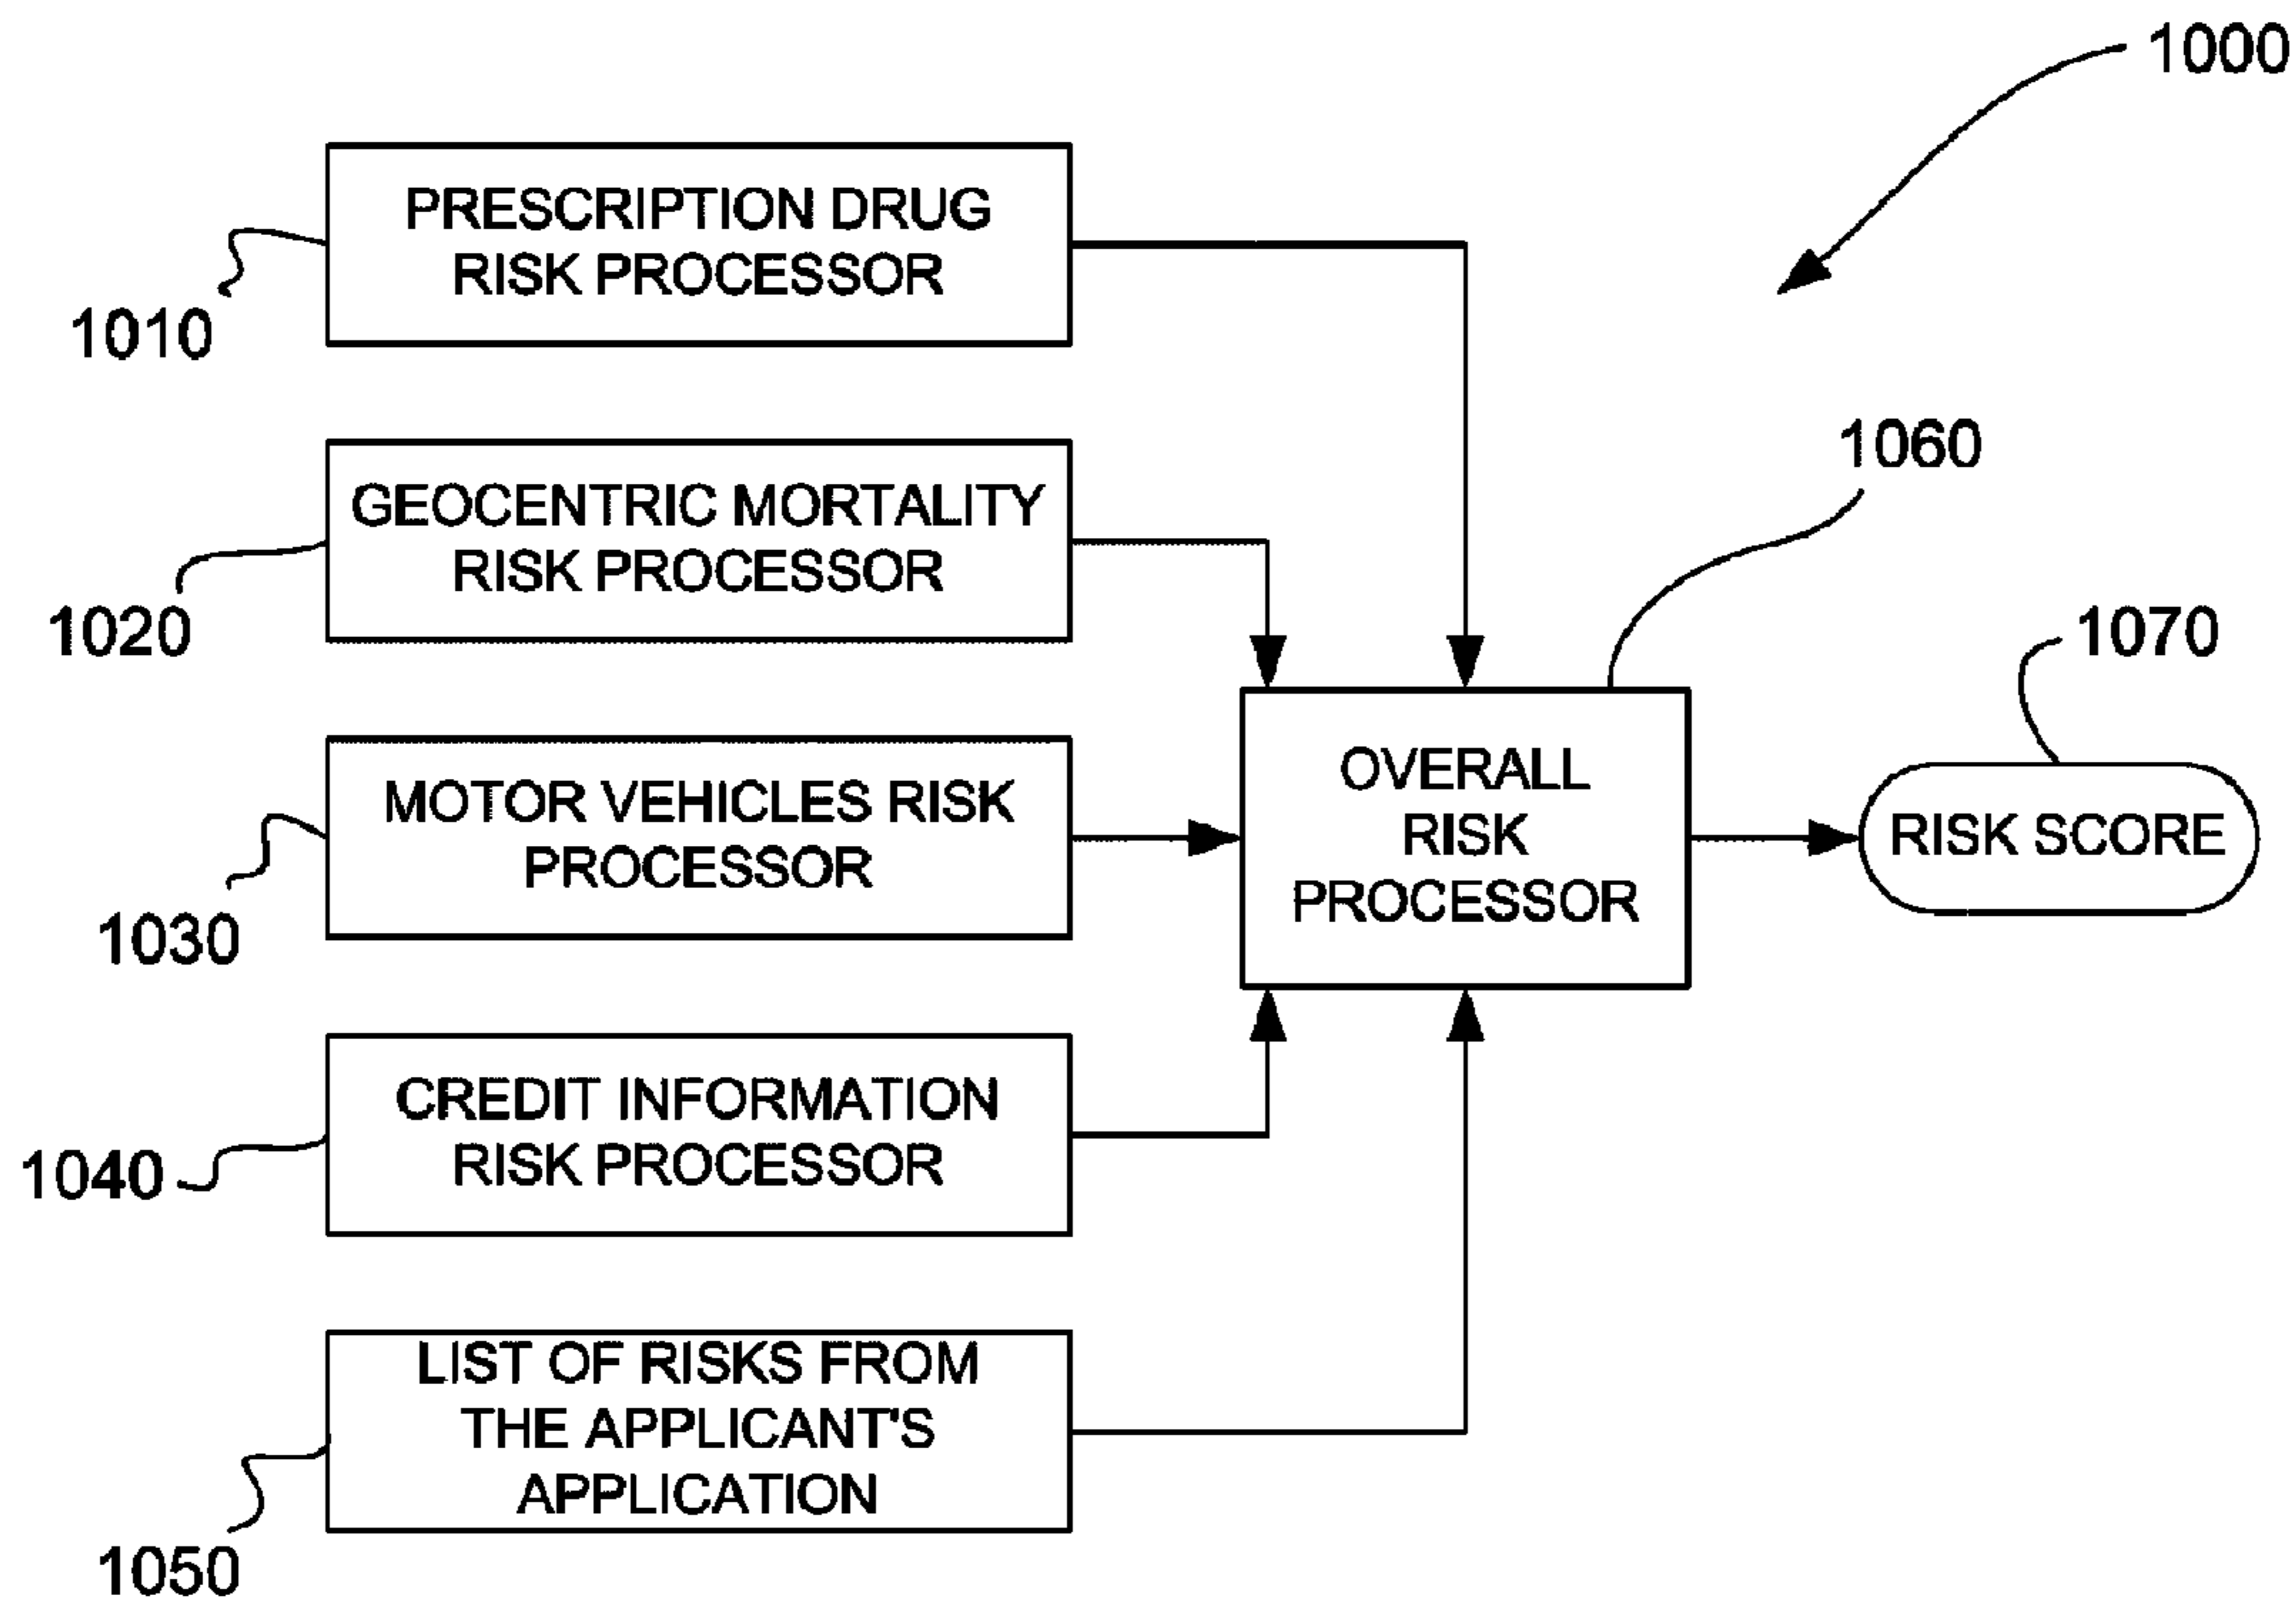 1000
PRESCRIPTION DRUG
RISK PROCESSOR
1010
GEOCENTRIC MORTALITY
RISK PROCESSOR
1020
1060
1070
MOTOR VEHICLES RISK
PROCESSOR
1030
OVERALL
RISK
PROCESSOR
RISK SCORE
CREDIT INFORMATION
RISK PROCESSOR
1040
LIST OF RISKS FROM
THE APPLICANT'S
APPLICATION
1050